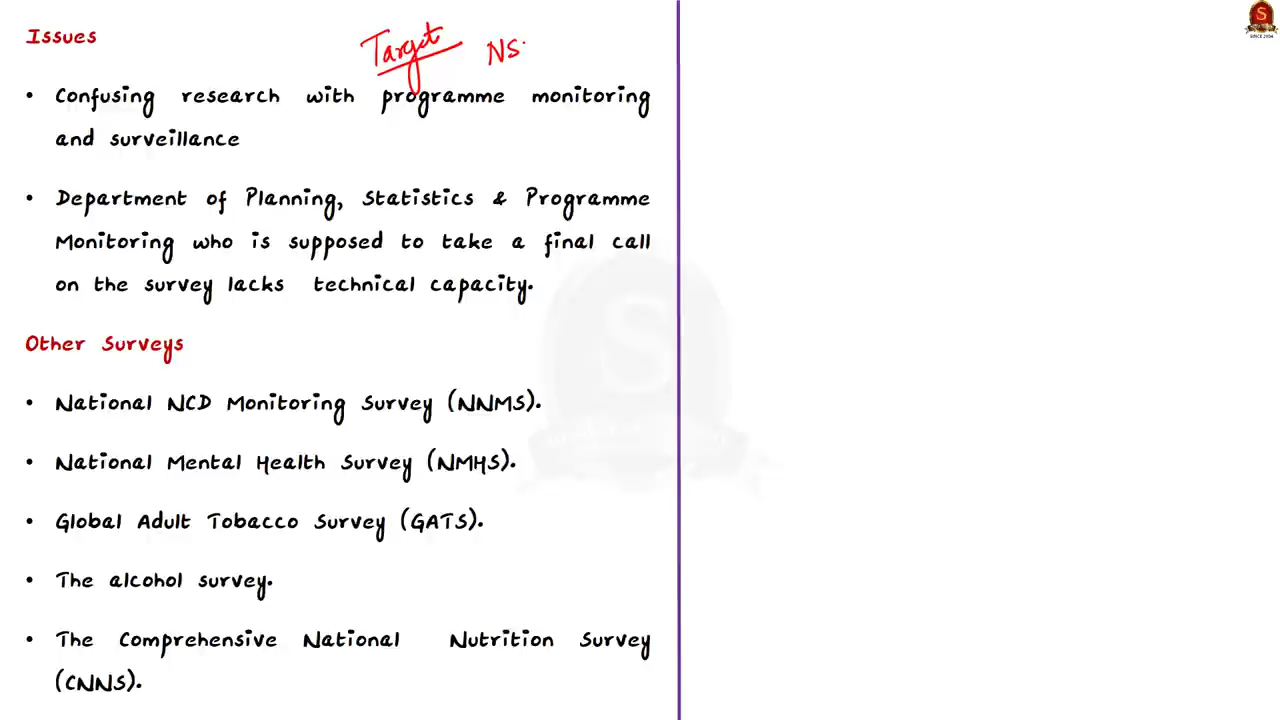 Issues
Target NS
• Confusing research with programme monitoring
and surveillance
• Department of Planning, Statistics & Programme
Monitoring who is supposed to take a final call
on the survey lacks technical capacity.
Other Surveys
• National NCD Monitoring Survey (NNMS).
• National Mental Health Survey (NMHS).
• Global Adult Tobacco Survey (GATS).
• The alcohol survey.
• The Comprehensive National Nutrition Survey
(CNNS).
S
SINCE 2004
S